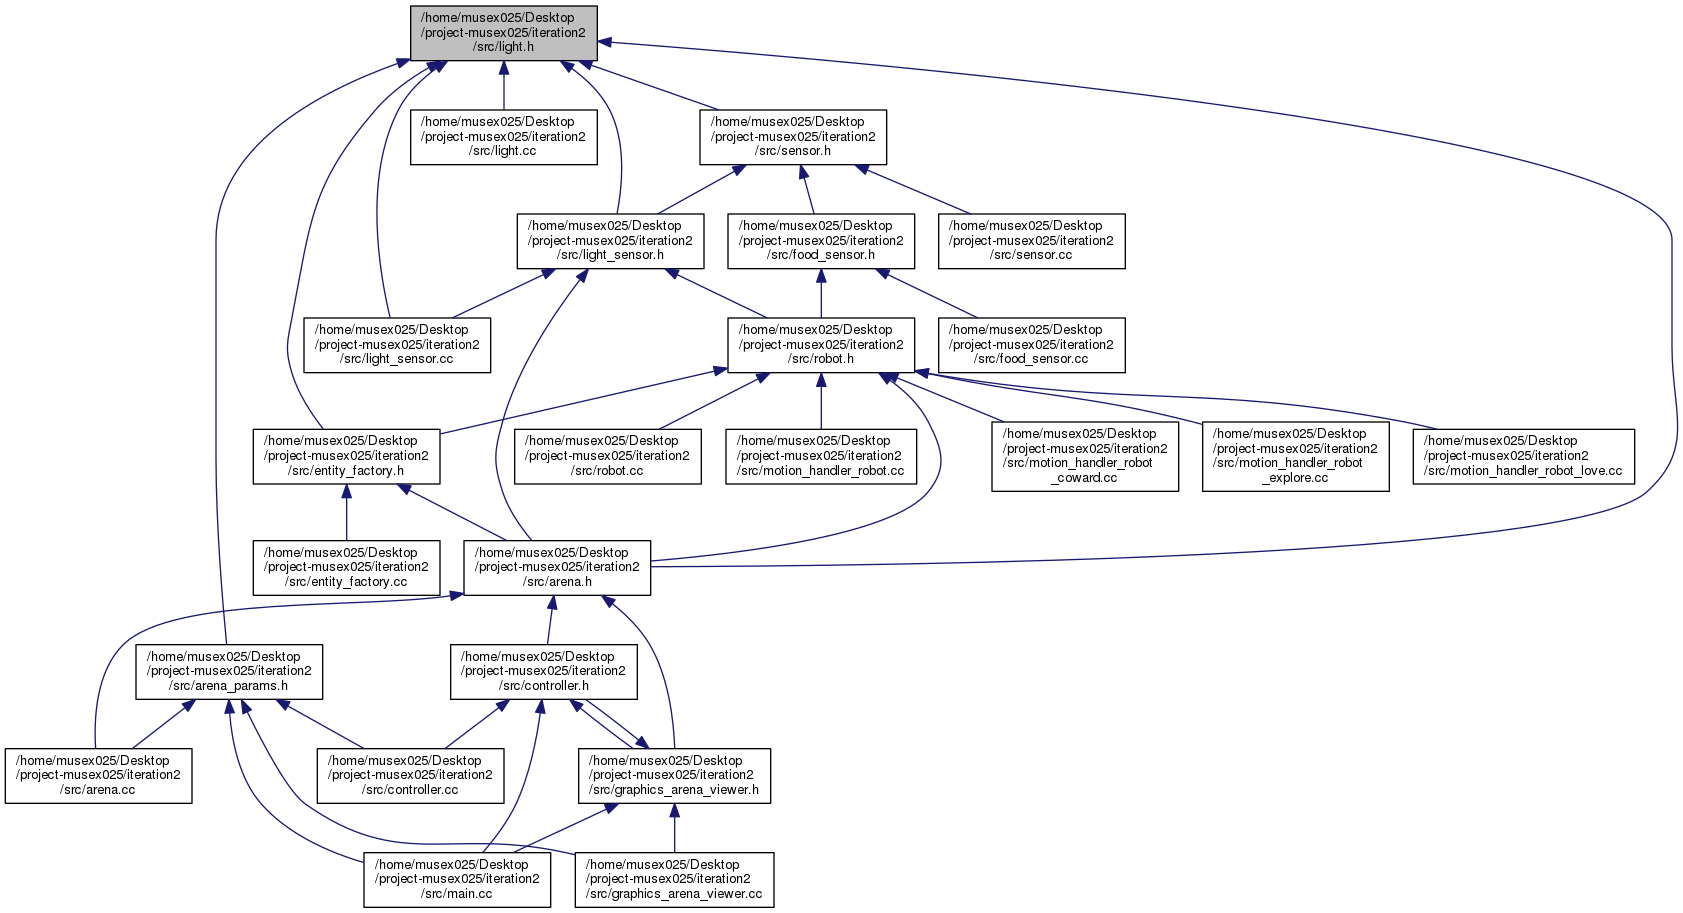 /home/musex025/Desktop
/project-musex025/iteration2
/src/light.h
/home/musex025/Desktop
/project-musex025/iteration2
/src/light.cc
/home/musex025/Desktop
/project-musex025/iteration2
/src/sensor.h
/home/musex025/Desktop
/project-musex025/iteration2
/src/light_sensor.h
/home/musex025/Desktop
/project-musex025/iteration2
/src/food_sensor.h
/home/musex025/Desktop
/project-musex025/iteration2
/src/sensor.cc
/home/musex025/Desktop
/project-musex025/iteration2
/src/light_sensor.cc
/home/musex025/Desktop
/project-musex025/iteration2
/src/robot.h
/home/musex025/Desktop
/project-musex025/iteration2
/src/food_sensor.cc
/home/musex025/Desktop
/project-musex025/iteration2
/src/entity_factory.h
/home/musex025/Desktop
/project-musex025/iteration2
/src/robot.cc
/home/musex025/Desktop
/project-musex025/iteration2
/src/motion_handler_robot.cc
/home/musex025/Desktop
/project-musex025/iteration2
/src/motion_handler_robot
_coward.cc
/home/musex025/Desktop
/project-musex025/iteration2
/src/motion_handler_robot
_explore.cc
/home/musex025/Desktop
/project-musex025/iteration2
/src/motion_handler_robot_love.cc
/home/musex025/Desktop
/project-musex025/iteration2
/src/entity_factory.cc
/home/musex025/Desktop
/project-musex025/iteration2
/src/arena.h
/home/musex025/Desktop
/project-musex025/iteration2
/src/arena_params.h
/home/musex025/Desktop
/project-musex025/iteration2
/src/controller.h
/home/musex025/Desktop
/project-musex025/iteration2
/src/arena.cc
/home/musex025/Desktop
/project-musex025/iteration2
/src/controller.cc
/home/musex025/Desktop
/project-musex025/iteration2
/src/graphics_arena_viewer.h
/home/musex025/Desktop
/project-musex025/iteration2
/src/main.cc
/home/musex025/Desktop
/project-musex025/iteration2
/src/graphics_arena_viewer.cc